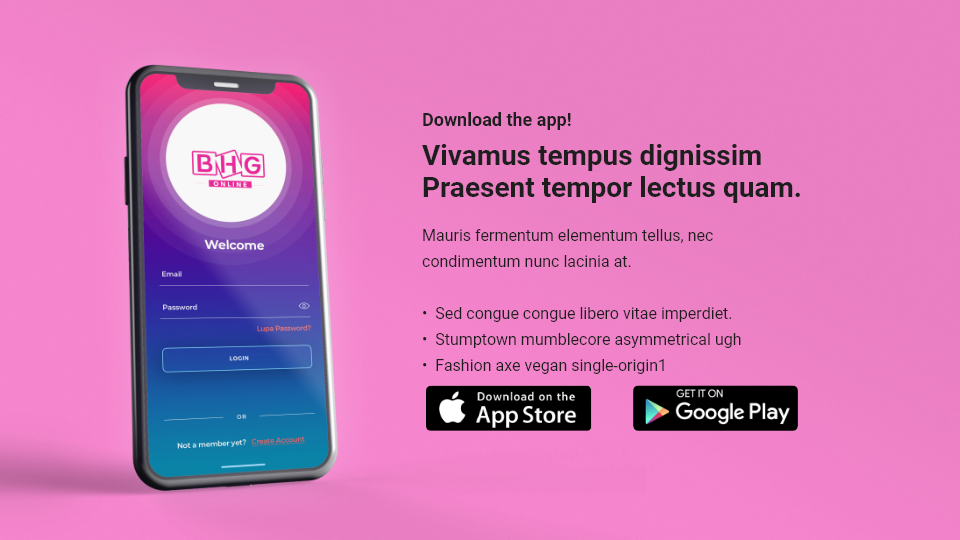 BHG
ONLINE
Welcome
Email
Password
Lupa Password?
LOGIN
OR
Not a member yet? Create Account
Download the app!
Vivamus tempus dignissim
Praesent tempor lectus quam.
Mauris fermentum elementum tellus, nec
condimentum nunc lacinia at.
• Sed congue congue libero vitae imperdiet.
• Stumptown mumblecore asymmetrical ugh
• Fashion axe vegan single-origin1
Download on the
App Store
GET IT ON
Google Play